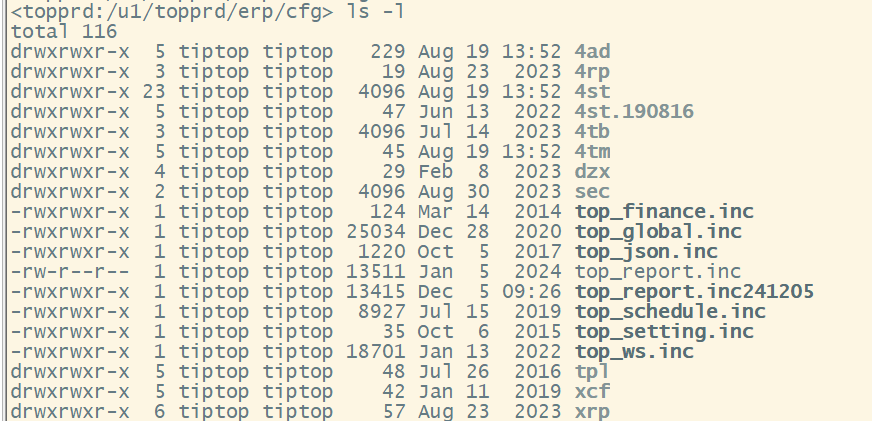 <topprd:/u1/topprd/erp/cfg> ls -l
total 116
drwxrwxr-x  5 tiptop tiptop   229 Aug 19 13:52 4ad
drwxrwxr-x  3 tiptop tiptop    19 Aug 23  2023 4rp
drwxrwxr-x 23 tiptop tiptop  4096 Aug 19 13:52 4st
drwxrwxr-x  5 tiptop tiptop    47 Jun 13  2022 4st.190816
drwxrwxr-x  3 tiptop tiptop  4096 Jul 14  2023 4tb
drwxrwxr-x  5 tiptop tiptop    45 Aug 19 13:52 4tm
drwxrwxr-x  4 tiptop tiptop    29 Feb  8  2023 dzx
drwxrwxr-x  2 tiptop tiptop  4096 Aug 30  2023 sec
-rwxrwxr-x  1 tiptop tiptop   124 Mar 14  2014 top_finance.inc
-rwxrwxr-x  1 tiptop tiptop 25034 Dec 28  2020 top_global.inc
-rwxrwxr-x  1 tiptop tiptop  1220 Oct  5  2017 top_json.inc
-rw-r--r--  1 tiptop tiptop 13511 Jan  5  2024 top_report.inc
-rwxrwxr-x  1 tiptop tiptop 13415 Dec  5 09:26 top_report.inc241205
-rwxrwxr-x  1 tiptop tiptop  8927 Jul 15  2019 top_schedule.inc
-rwxrwxr-x  1 tiptop tiptop    35 Oct  6  2015 top_setting.inc
-rwxrwxr-x  1 tiptop tiptop 18701 Jan 13  2022 top_ws.inc
drwxrwxr-x  5 tiptop tiptop    48 Jul 26  2016 tpl
drwxrwxr-x  5 tiptop tiptop    42 Jan 11  2019 xcf
drwxrwxr-x  6 tiptop tiptop    57 Aug 23  2023 xrp